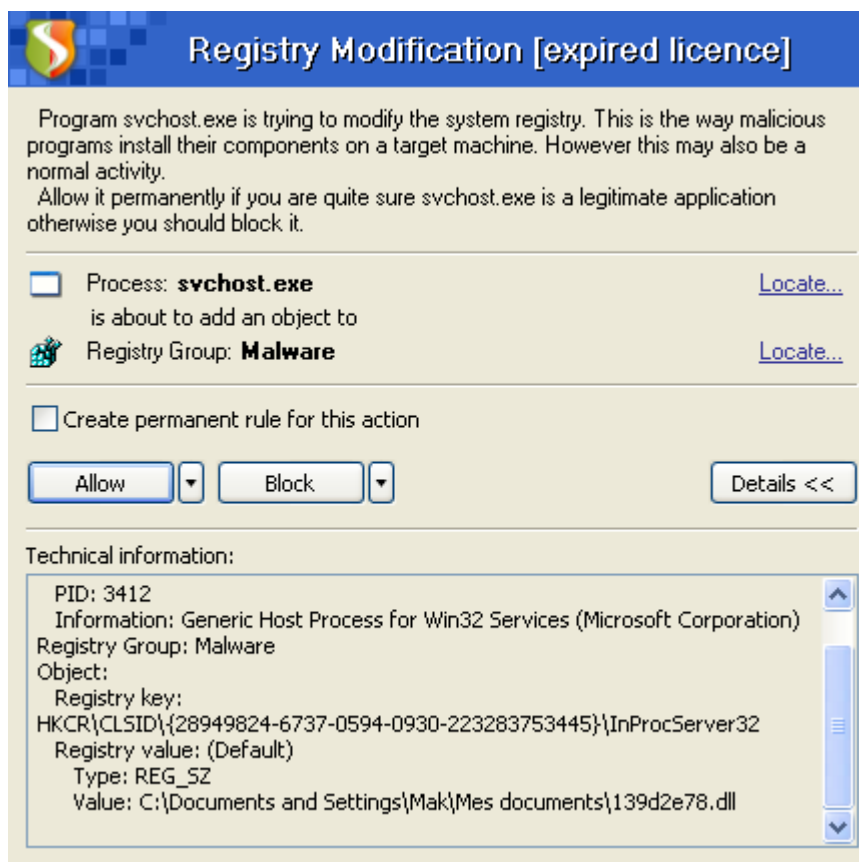 Registry Modification [expired licence]
Program svchost.exe is trying to modify the system registry. This is the way malicious
programs install their components on a target machine. However this may also be a
normal activity.
Allow it permanently if you are quite sure svchost.exe is a legitimate application
otherwise you should block it.
Process: svchost.exe Locate...
is about to add an object to
Registry Group: Malware Locate...
Create permanent rule for this action
Allow Block Details <<
Technical information:
PID: 3412
Information: Generic Host Process for Win32 Services (Microsoft Corporation)
Registry Group: Malware
Object:
Registry key:
HKCR\CLSID\{28949824-6737-0594-0930-223283753445}\InProcServer32
Registry value: (Default)
Type: REG_SZ
Value: C:\Documents and Settings\Mak\Mes documents\139d2e78.dll